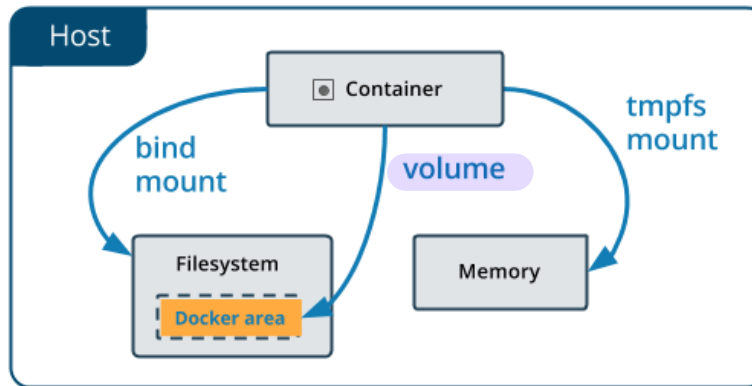 Host
Container
bind
mount
volume
tmpfs
mount
Filesystem
Docker area
Memory